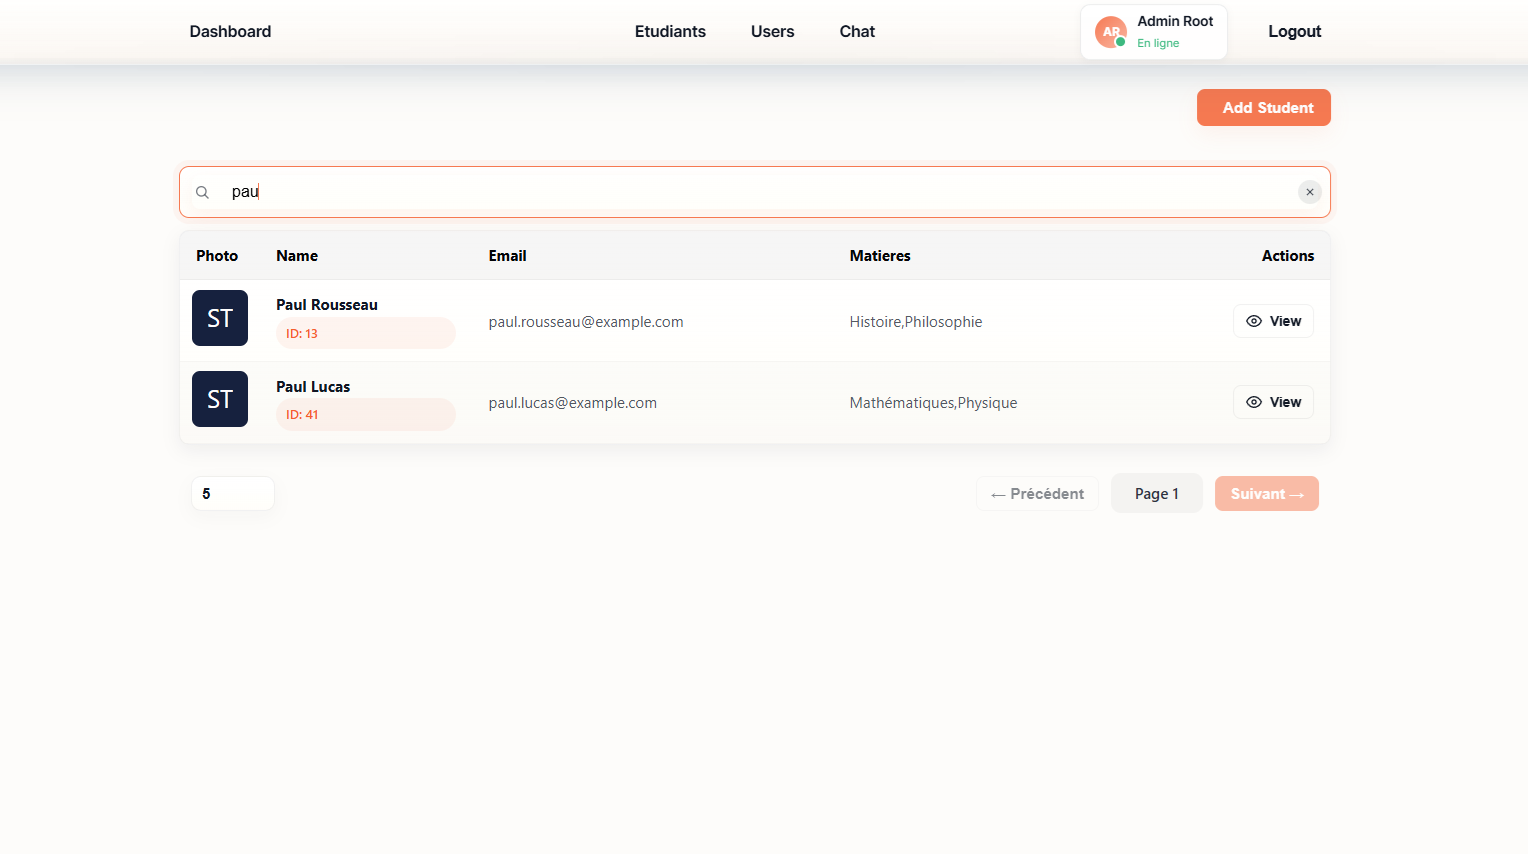 Dashboard
Etudiants
Users
Chat
AR
Admin Root
En ligne
Logout
Add Student
pau
Photo Name Email Matieres Actions
ST
Paul Rousseau
ID: 13
paul.rousseau@example.com
Histoire,Philosophie
View
ST
Paul Lucas
ID: 41
paul.lucas@example.com
Mathématiques,Physique
View
5
← Précédent
Page 1
Suivant →